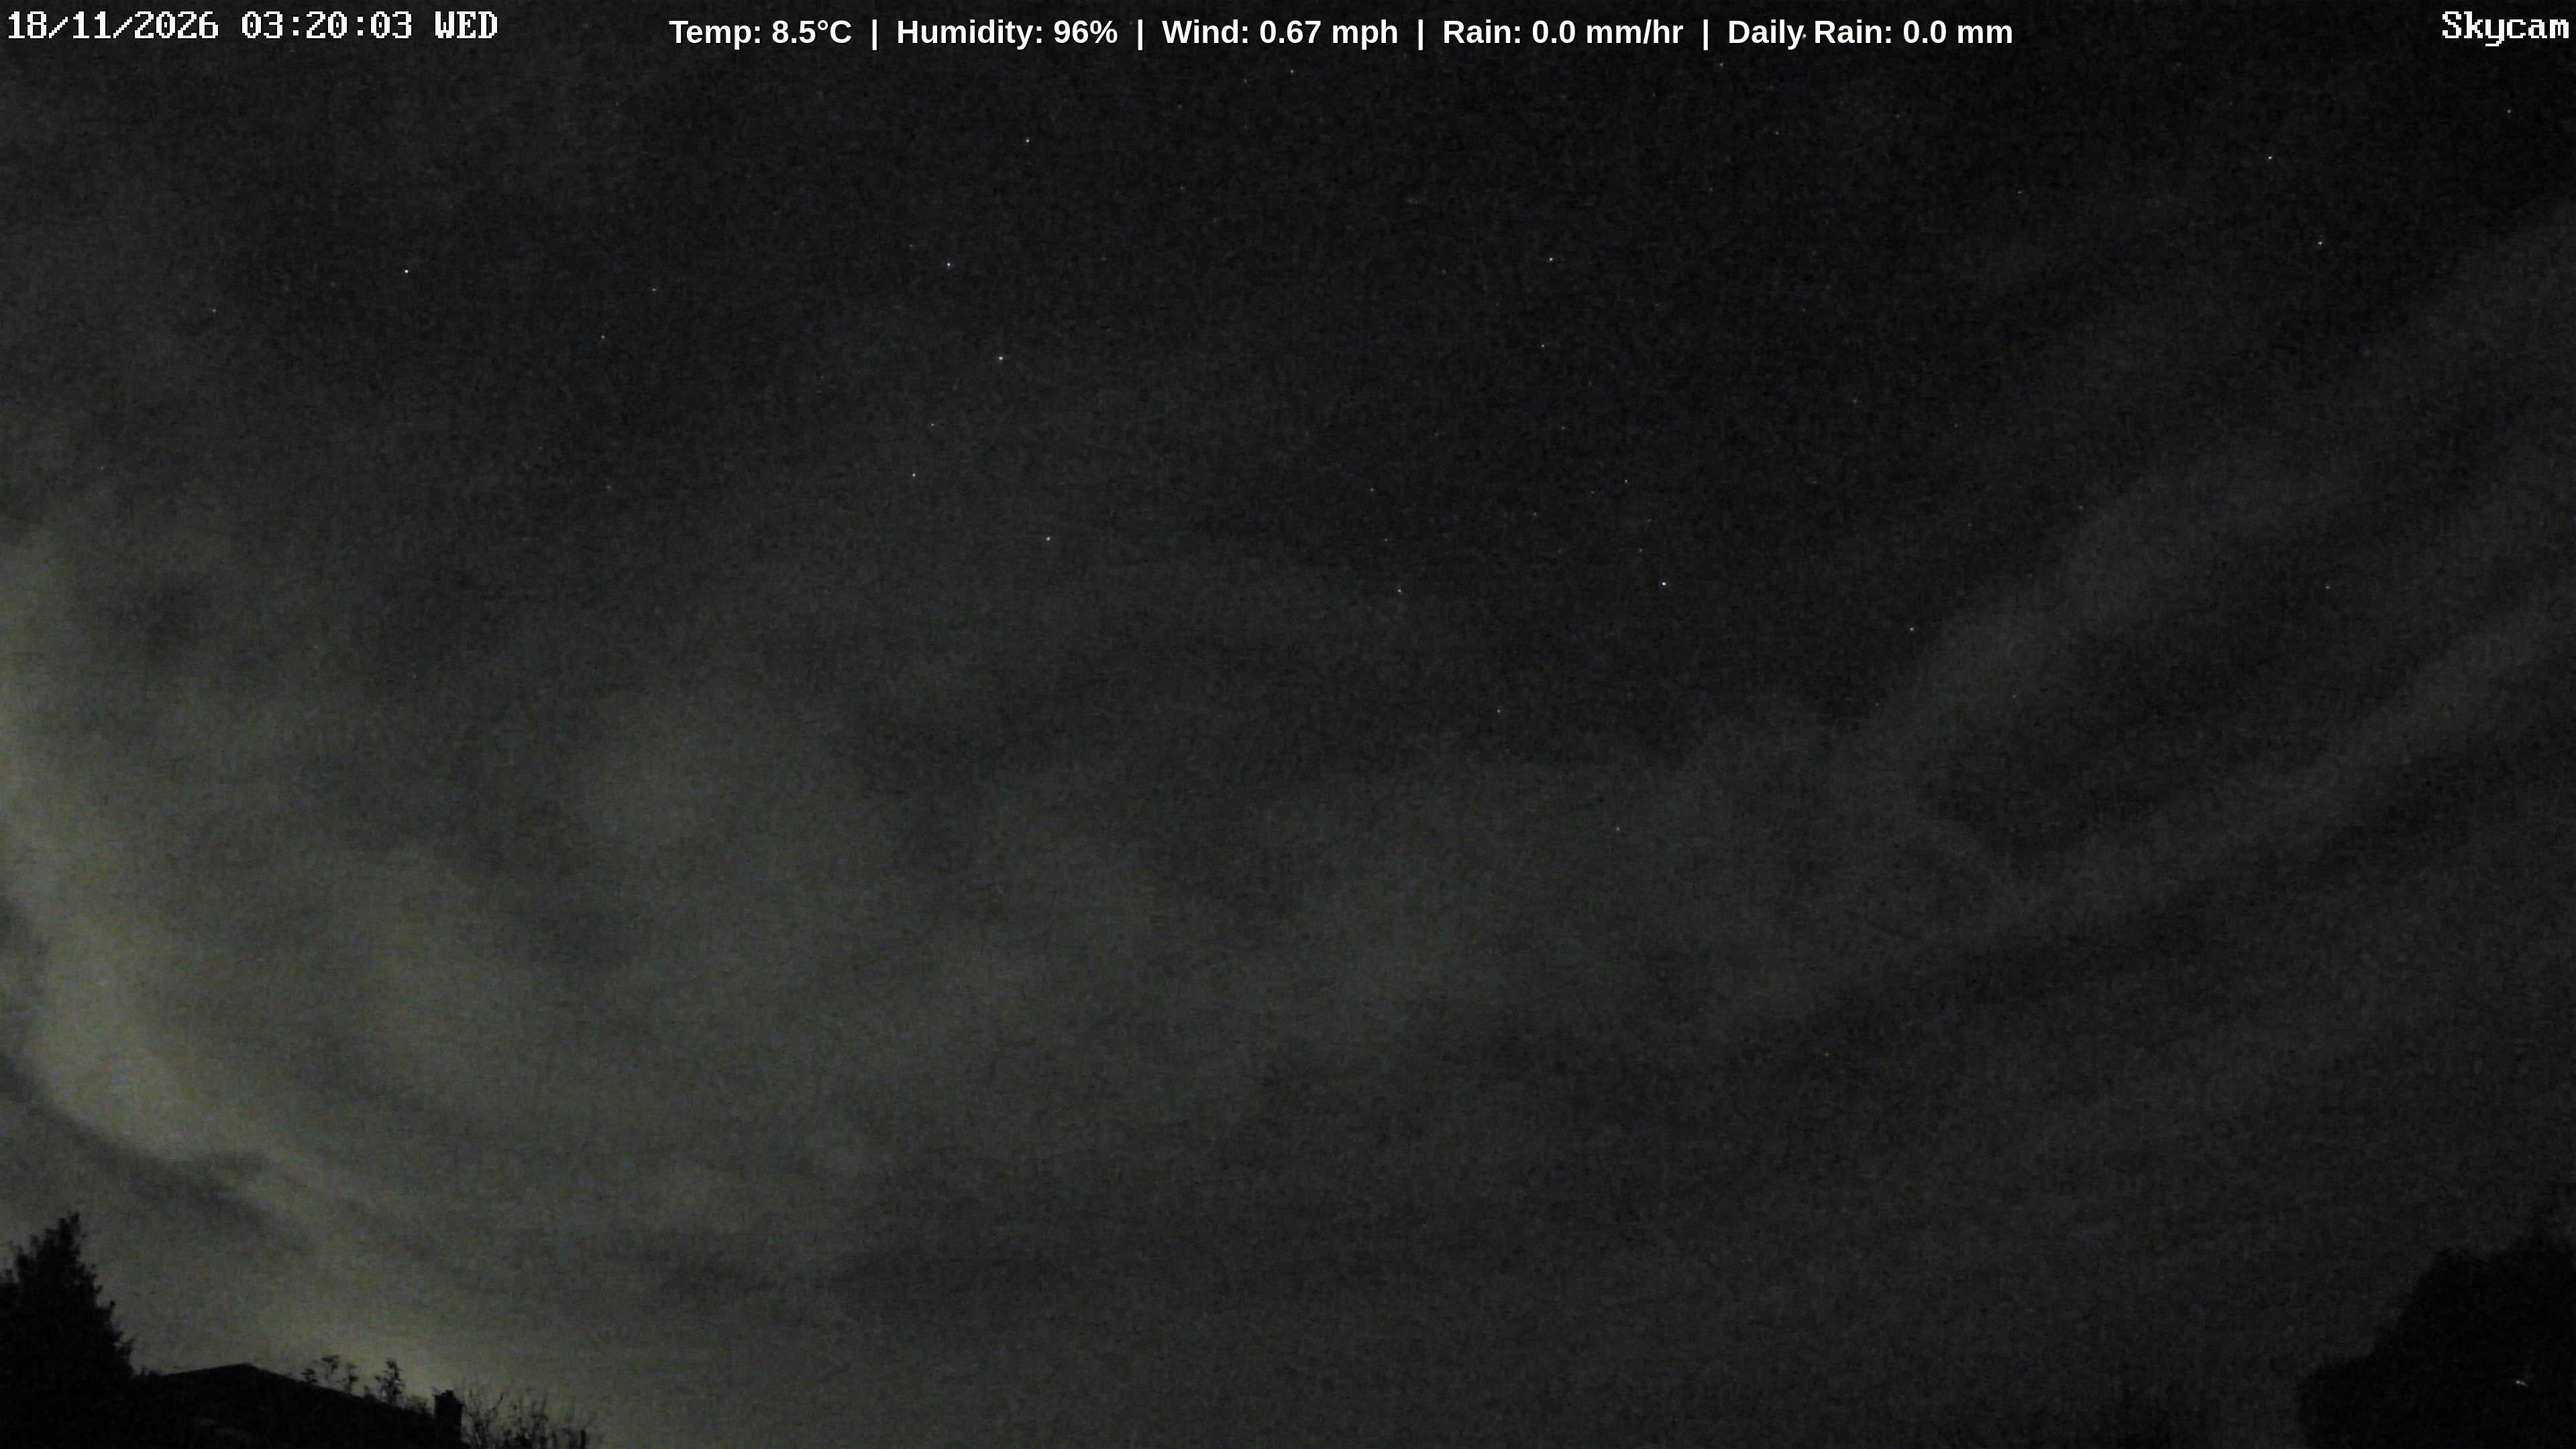 18/11/2026 03:20:03 WED
Temp: 8.5°C | Humidity: 96% | Wind: 0.67 mph | Rain: 0.0 mm/hr | Daily Rain: 0.0 mm
Skycam